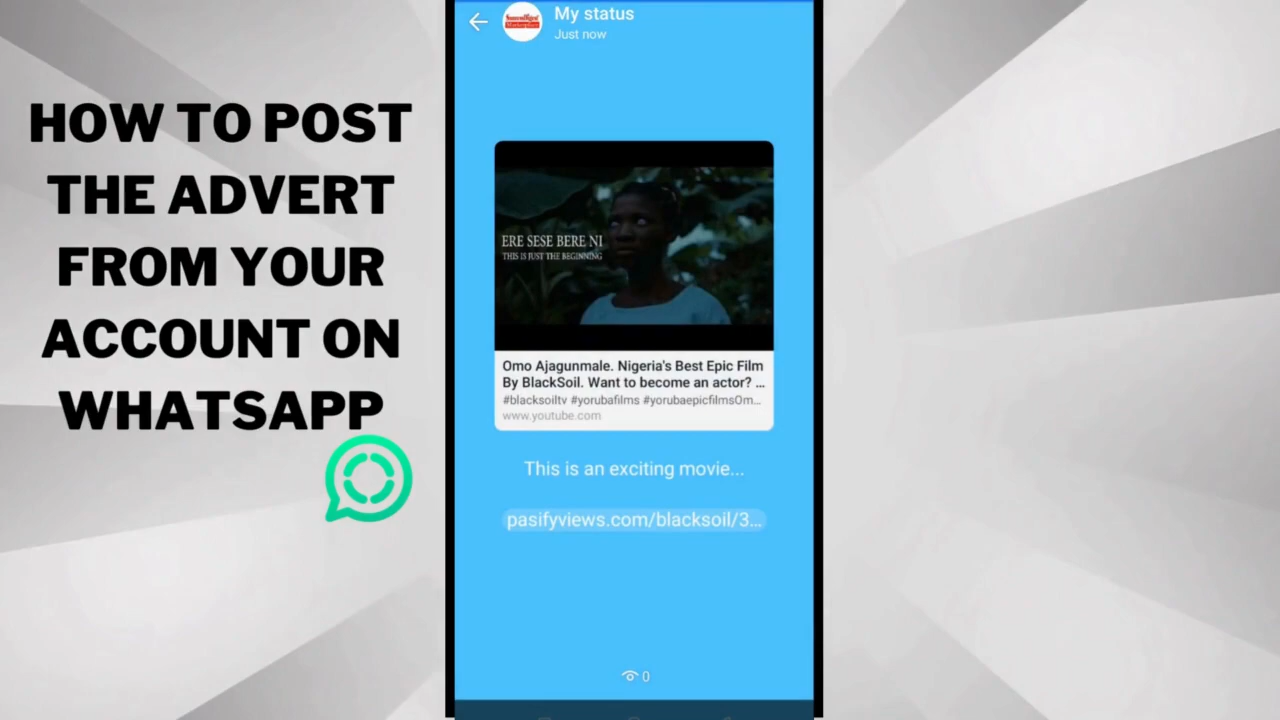 HOW TO POST
THE ADVERT
FROM YOUR
ACCOUNT ON
WHATSAPP
My status
Just now
ERE SESE BERE NI
THIS IS JUST THE BEGINNING
Omo Ajagunmale. Nigeria's Best Epic Film
By BlackSoil. Want to become an actor? ...
#blacksoiltv #yorubafilms #yorubaepicfilmsOm...
www.youtube.com
This is an exciting movie...
pasifyviews.com/blacksoil/3...
0